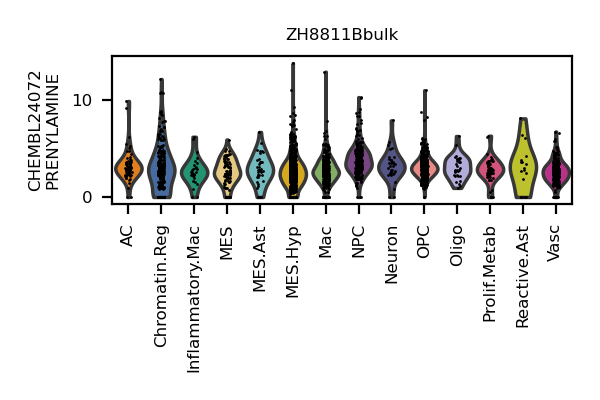 ZH8811Bbulk
CHEMBL24072
PRENYLAMINE
10
0
AC
Chromatin.Reg
Inflammatory.Mac
MES
MES.Ast
MES.Hyp
Mac
NPC
Neuron
OPC
Oligo
Prolif.Metab
Reactive.Ast
Vasc